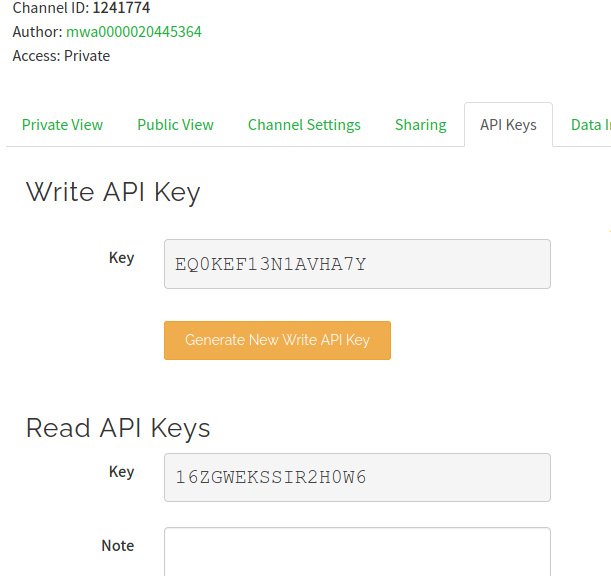 Channel ID: 1241774
Author: mwa0000020445364
Access: Private
Private View Public View Channel Settings Sharing API Keys Data
Write API Key
Key EQ0KEF13N1AVHA7Y
Generate New Write API Key
Read API Keys
Key 16ZGWEKSSIR2H0W6
Note